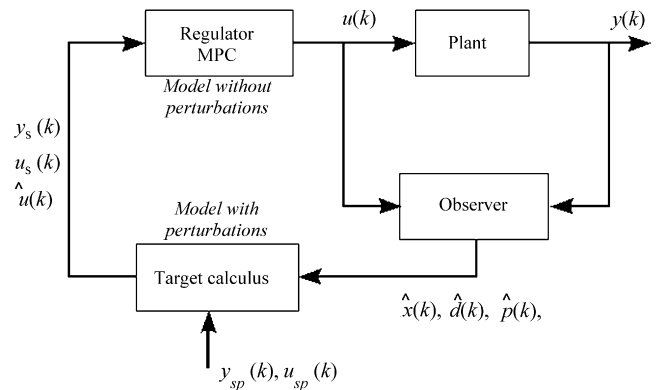 Regulator
MPC
u(k)
Plant
y(k)
Model without
perturbations
y_s (k)
u_s (k)
û(k)
Model with
perturbations
Observer
Target calculus
x̂(k), d̂(k), p̂(k),
y_sp (k), u_sp (k)